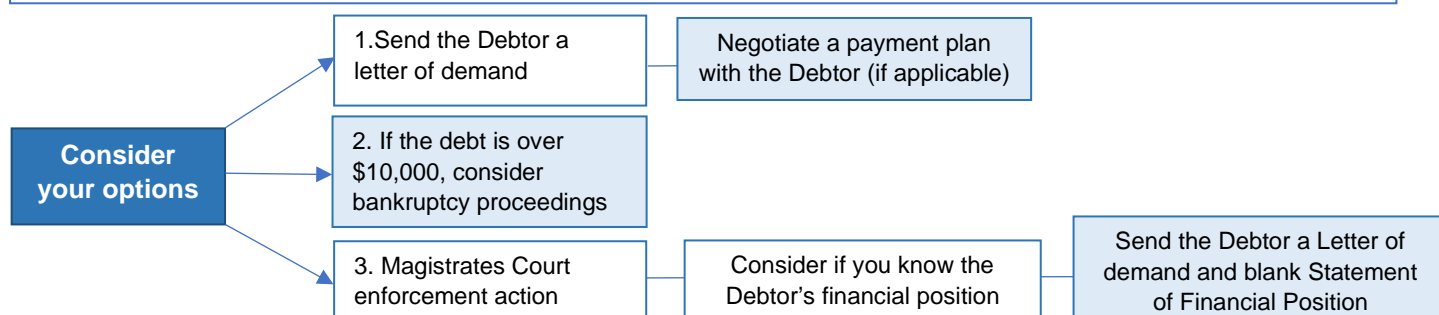 1.Send the Debtor a
letter of demand
Negotiate a payment plan
with the Debtor (if applicable)
Consider
your options
2. If the debt is over
$10,000, consider
bankruptcy proceedings
3. Magistrates Court
enforcement action
Consider if you know the
Debtor's financial position
Send the Debtor a Letter of
demand and blank Statement
of Financial Position